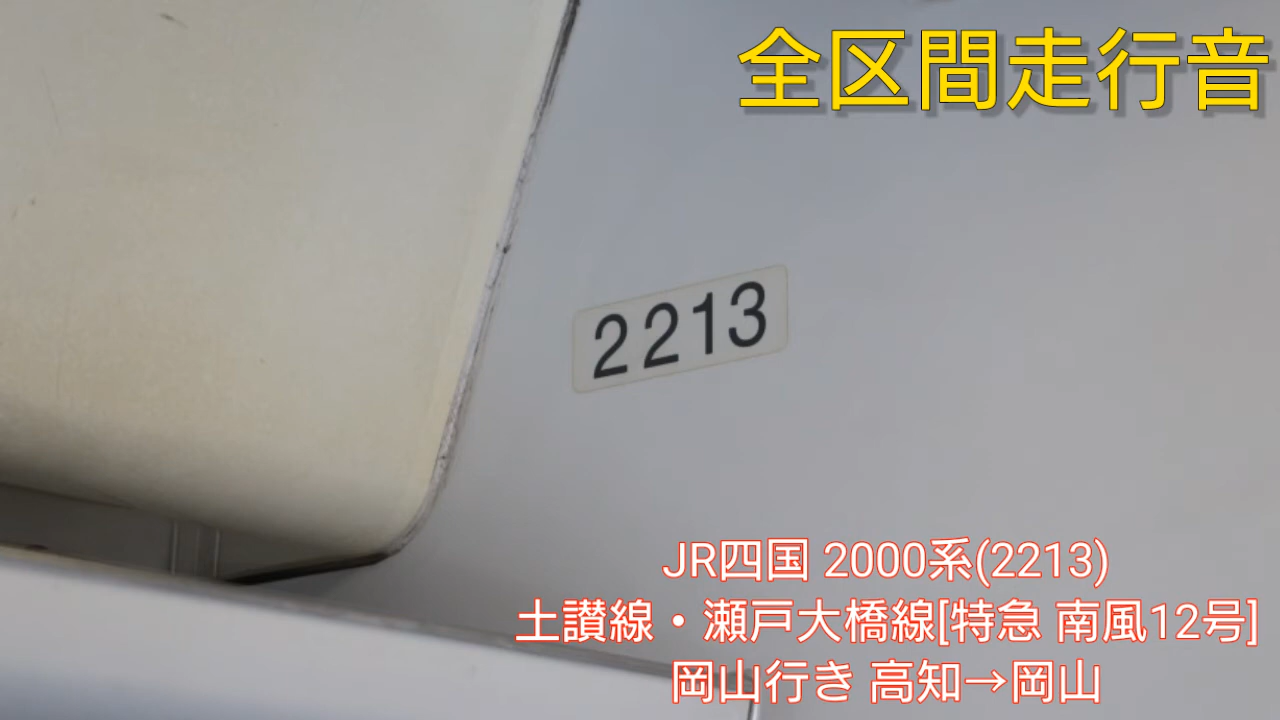 全区間走行音
2213
JR四国 2000系(2213)
土讃線・瀬戸大橋線[特急 南風12号]
岡山行き 高知→岡山